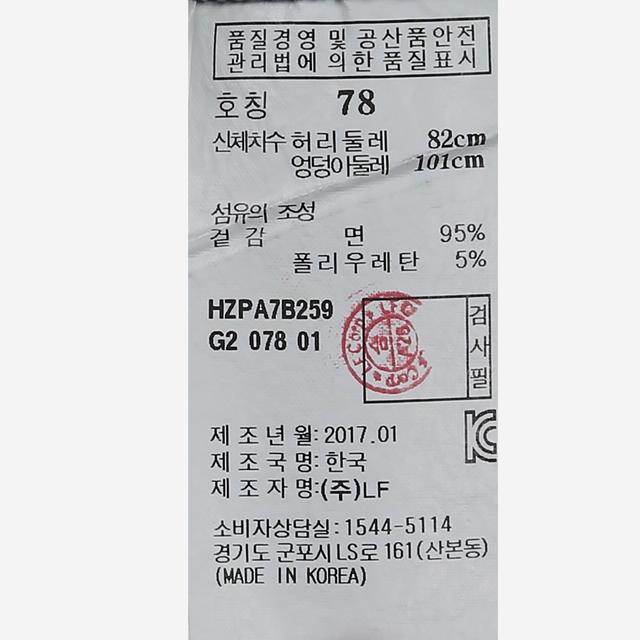 품질경영 및 공산품안전
관리법에 의한 품질표시
호칭 78
신체치수 허리둘레 82cm
엉덩이둘레 101cm
섬유의 조성
겉감 면 95%
폴리우레탄 5%
HZPA7B259
G2 078 01
검사필
제조년월: 2017.01
제조국명: 한국
제조자명:(주)LF
소비자상담실: 1544-5114
경기도 군포시 LS로 161(산본동)
(MADE IN KOREA)